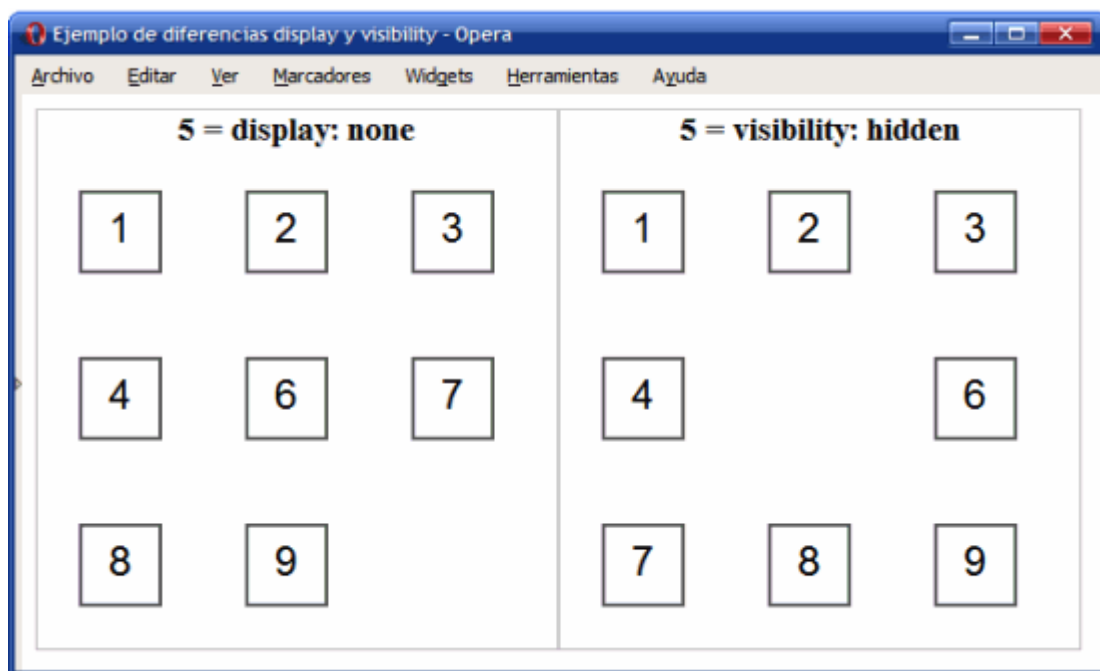 Ejemplo de diferencias display y visibility - Opera
Archivo Editar Ver Marcadores Widgets Herramientas Ayuda
5 = display: none
1 2 3
4 6 7
8 9
5 = visibility: hidden
1 2 3
4 6
7 8 9